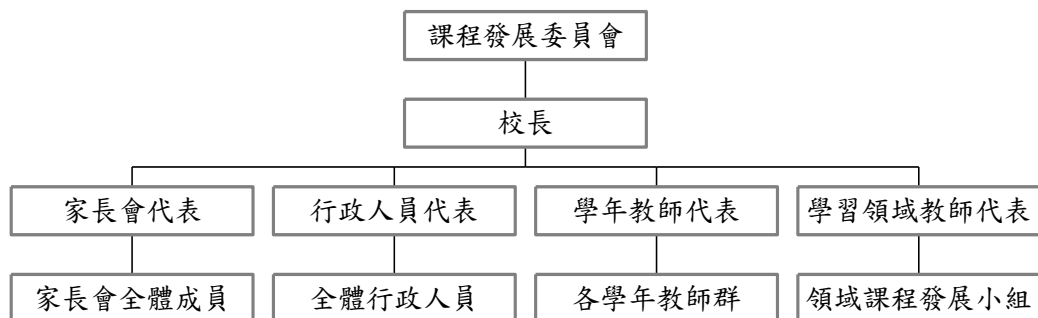 課程發展委員會
校長
家長會代表
行政人員代表
學年教師代表
學習領域教師代表
家長會全體成員
全體行政人員
各學年教師群
領域課程發展小組